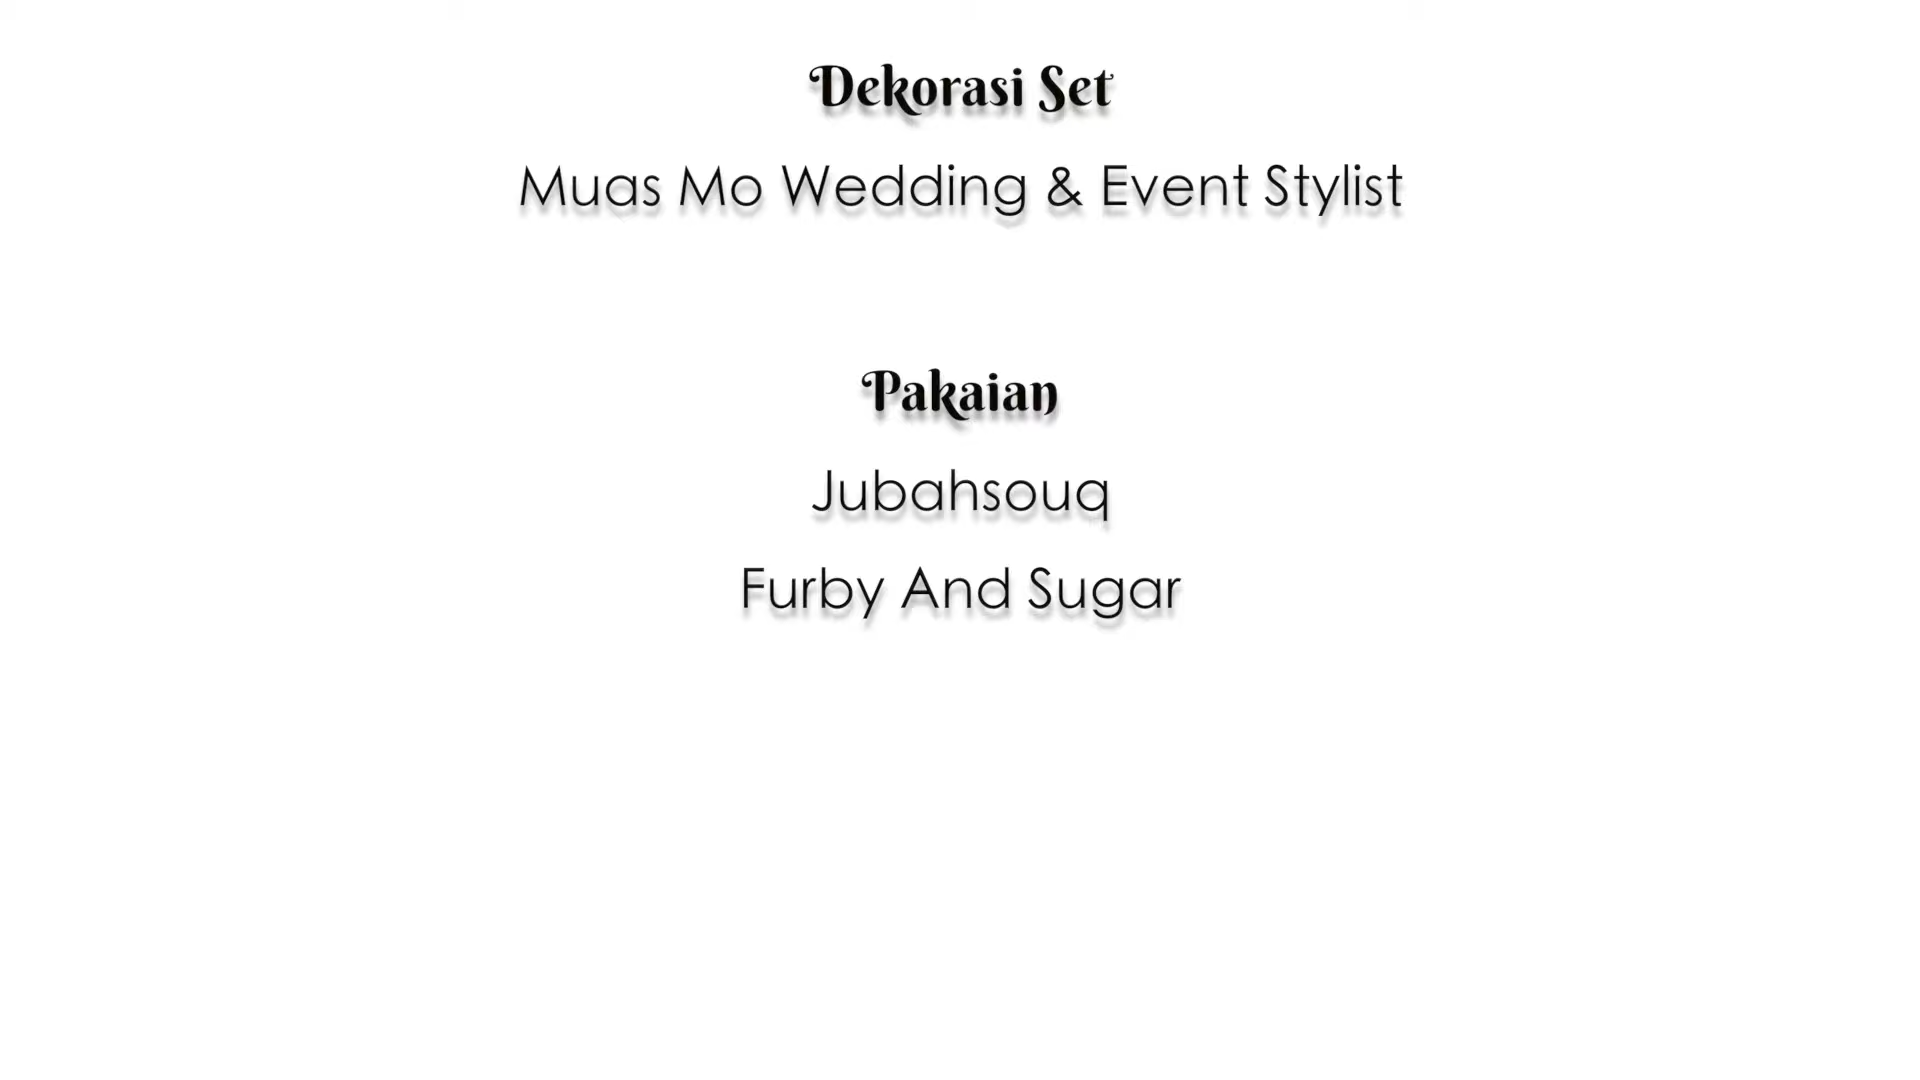 Dekorasi Set
Muas Mo Wedding & Event Stylist
Pakaian
Jubahsouq
Furby And Sugar